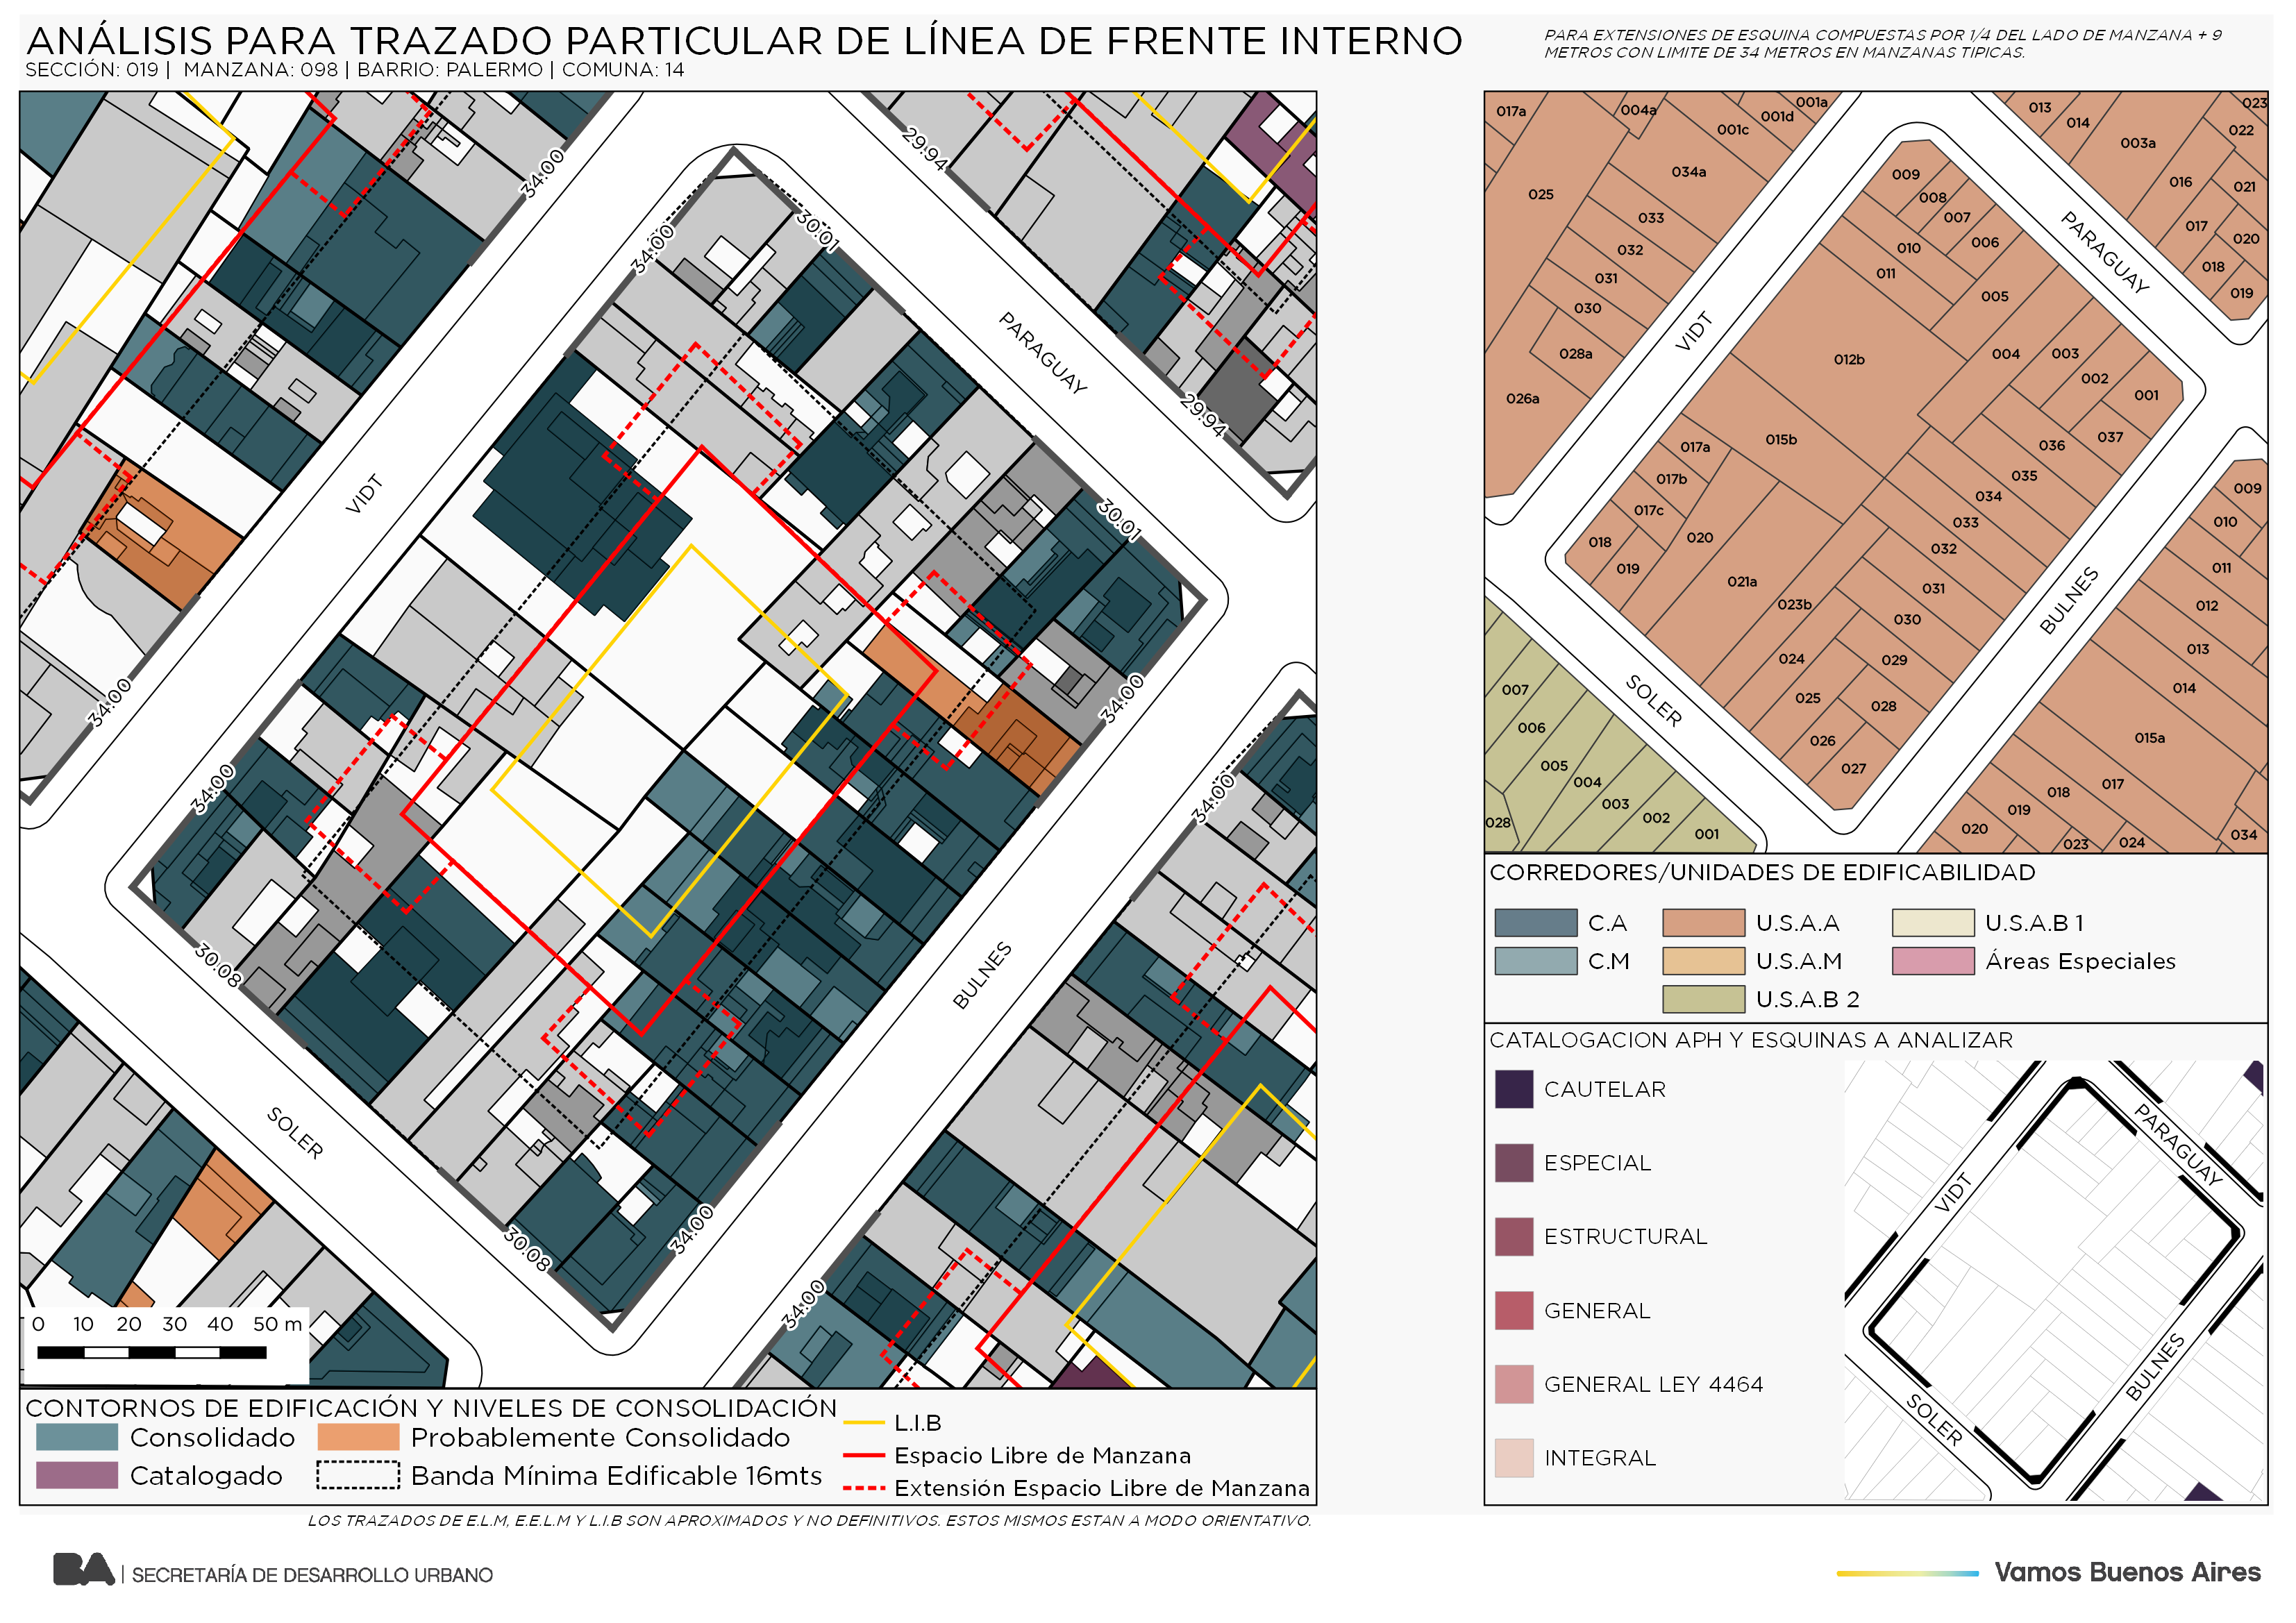 ANÁLISIS PARA TRAZADO PARTICULAR DE LÍNEA DE FRENTE INTERNO
SECCIÓN: 019 | MANZANA: 098 | BARRIO: PALERMO | COMUNA: 14
PARA EXTENSIONES DE ESQUINA COMPUESTAS POR 1/4 DEL LADO DE MANZANA + 9
METROS CON LIMITE DE 34 METROS EN MANZANAS TIPICAS.
34.00
29.94
34.00
30.01
PARAGUAY
29.94
VIDT
30.01
34.00
34.00
34.00
34.00
30.08
BULNES
SOLER
34.00
30.08
34.00
0 10 20 30 40 50 m
CONTORNOS DE EDIFICACIÓN Y NIVELES DE CONSOLIDACIÓN
Consolidado
Probablemente Consolidado
Catalogado
Banda Mínima Edificable 16mts
L.I.B
Espacio Libre de Manzana
Extensión Espacio Libre de Manzana
LOS TRAZADOS DE E.L.M, E.E.L.M Y L.I.B SON APROXIMADOS Y NO DEFINITIVOS. ESTOS MISMOS ESTAN A MODO ORIENTATIVO.
017a
004a
001c
001d
001a
013
014
003a
023
022
025
034a
033
032
031
030
028a
026a
009
008
007
006
010
011
005
016
021
017
020
018
019
PARAGUAY
VIDT
012b
004
003
002
001
015b
017a
017b
017c
018
019
020
021a
023b
024
025
026
027
028
029
030
031
032
033
034
035
036
037
009
010
011
012
013
014
015a
017
018
019
020
023
024
034
BULNES
SOLER
007
006
005
004
003
002
001
028
CORREDORES/UNIDADES DE EDIFICABILIDAD
C.A
U.S.A.A
U.S.A.B 1
C.M
U.S.A.M
Áreas Especiales
U.S.A.B 2
CATALOGACION APH Y ESQUINAS A ANALIZAR
CAUTELAR
ESPECIAL
ESTRUCTURAL
GENERAL
GENERAL LEY 4464
INTEGRAL
PARAGUAY
VIDT
BULNES
SOLER
BA | SECRETARÍA DE DESARROLLO URBANO
Vamos Buenos Aires